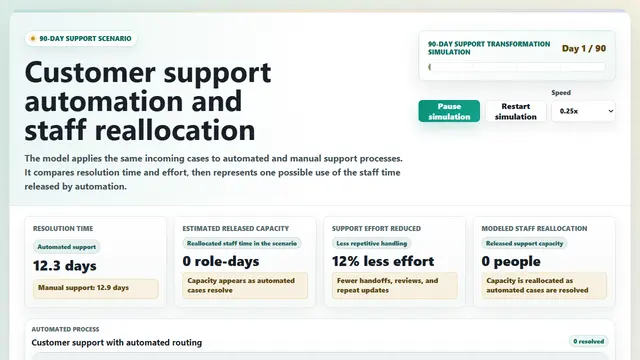 90-DAY SUPPORT SCENARIO
Customer support
automation and
staff reallocation
The model applies the same incoming cases to automated and manual support processes.
It compares resolution time and effort, then represents one possible use of the staff time
released by automation.
90-DAY SUPPORT TRANSFORMATION
SIMULATION
Day 1 / 90
Speed
Pause
simulation
Restart
simulation
0.25x
RESOLUTION TIME
Automated support
12.3 days
Manual support: 12.9 days
ESTIMATED RELEASED CAPACITY
Reallocated staff time in the scenario
0 role-days
Capacity appears as automated
cases resolve
SUPPORT EFFORT REDUCED
Less repetitive handling
12% less effort
Fewer handoffs, reviews, and
repeat updates
MODELED STAFF REALLOCATION
Released support capacity
0 people
Capacity is reallocated as
automated cases are resolved
AUTOMATED PROCESS
Customer support with automated routing
0 resolved